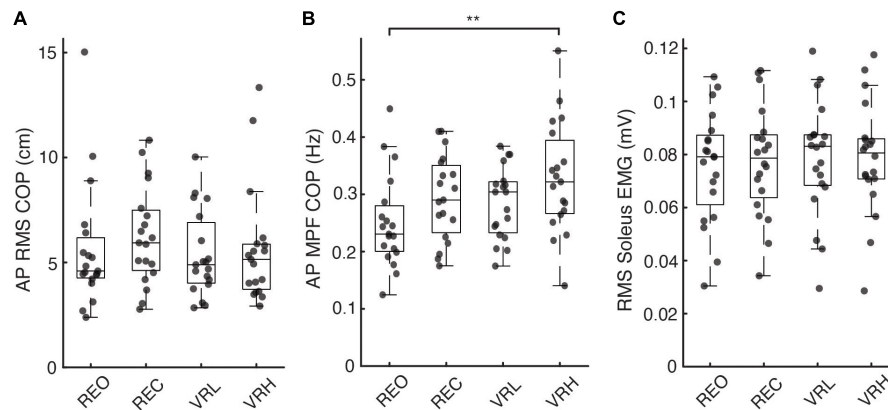 A
AP RMS COP (cm)
15
10
5
0
REO
REC
VRL
VRH
B
**
AP MPF COP (Hz)
0.5
0.4
0.3
0.2
0.1
0
REO
REC
VRL
VRH
C
RMS Soleus EMG (mV)
0.12
0.1
0.08
0.06
0.04
0.02
0
REO
REC
VRL
VRH